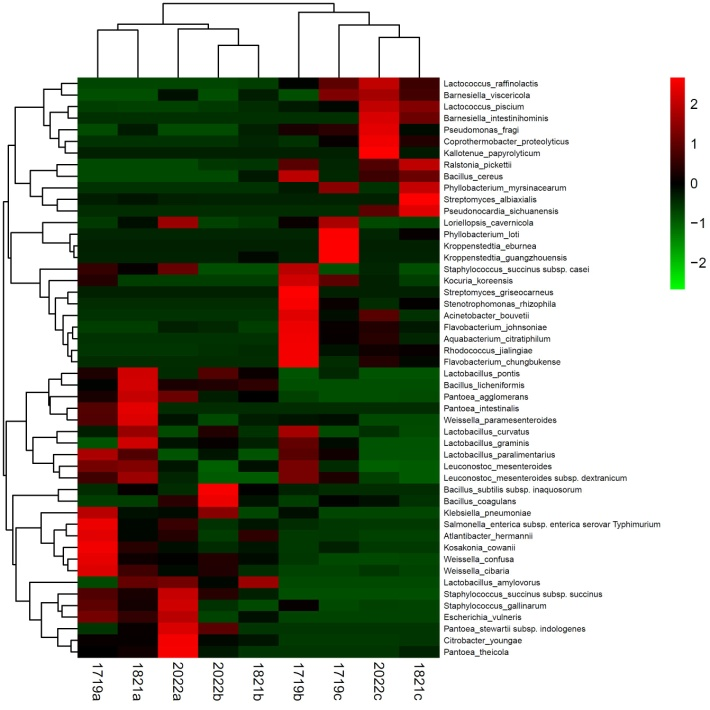 Lactococcus_raffinolactis
Barnesiella_viscericola
Lactococcus_piscium
Barnesiella_intestinihominis
Pseudomonas_fragi
Coprothermobacter_proteolyticus
Kallotenue_papyrolyticum
Ralstonia_pickettii
Bacillus_cereus
Phyllobacterium_myrsinacearum
Streptomyces_albiaxialis
Pseudonocardia_sichuanensis
Loriellopsis_cavernicola
Phyllobacterium_loti
Kroppenstedtia_eburnea
Kroppenstedtia_guangzhouensis
Staphylococcus_succinus subsp. casei
Kocuria_koreensis
Streptomyces_griseocarneus
Stenotrophomonas_rhizophila
Acinetobacter_bouvetii
Flavobacterium_johnsoniae
Aquabacterium_citratiphilum
Rhodococcus_jialingiae
Flavobacterium_chungbukense
Lactobacillus_pontis
Bacillus_licheniformis
Pantoea_agglomerans
Pantoea_intestinalis
Weissella_paramesenteroides
Lactobacillus_curvatus
Lactobacillus_graminis
Lactobacillus_paralimentarius
Leuconostoc_mesenteroides
Leuconostoc_mesenteroides subsp. dextranicum
Bacillus_subtilis subsp. inaquosorum
Bacillus_coagulans
Klebsiella_pneumoniae
Salmonella_enterica subsp. enterica serovar Typhimurium
Atlantibacter_hermannii
Kosakonia_cowanii
Weissella_confusa
Weissella_cibaria
Lactobacillus_amylovorus
Staphylococcus_succinus subsp. succinus
Staphylococcus_gallinarum
Escherichia_vulneris
Pantoea_stewartii subsp. indologenes
Citrobacter_youngae
Pantoea_theicola
2
1
0
−1
−2
1719a
1821a
2022a
2022b
1821b
1719b
1719c
2022c
1821c